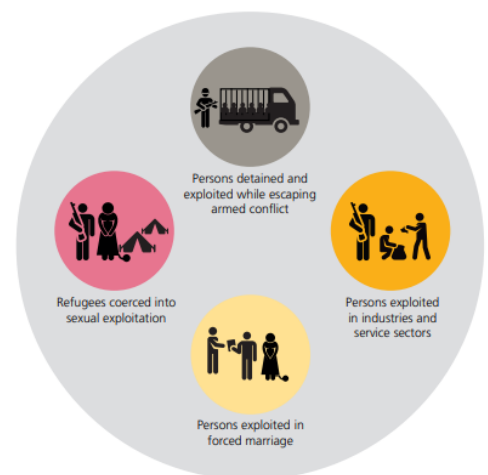 Persons detained and
exploited while escaping
armed conflict
Refugees coerced into
sexual exploitation
Persons exploited
in industries and
service sectors
Persons exploited in
forced marriage